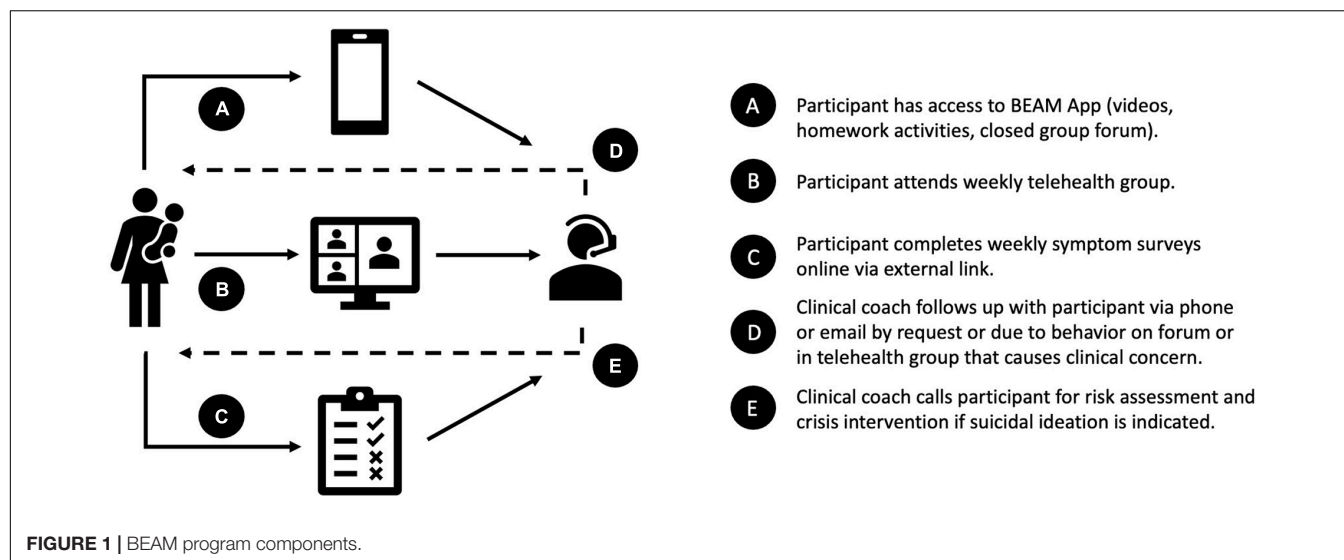 A
B
C
D
E
A
Participant has access to BEAM App (videos,
homework activities, closed group forum).
B
Participant attends weekly telehealth group.
C
Participant completes weekly symptom surveys
online via external link.
D
Clinical coach follows up with participant via phone
or email by request or due to behavior on forum or
in telehealth group that causes clinical concern.
E
Clinical coach calls participant for risk assessment and
crisis intervention if suicidal ideation is indicated.
FIGURE 1 | BEAM program components.